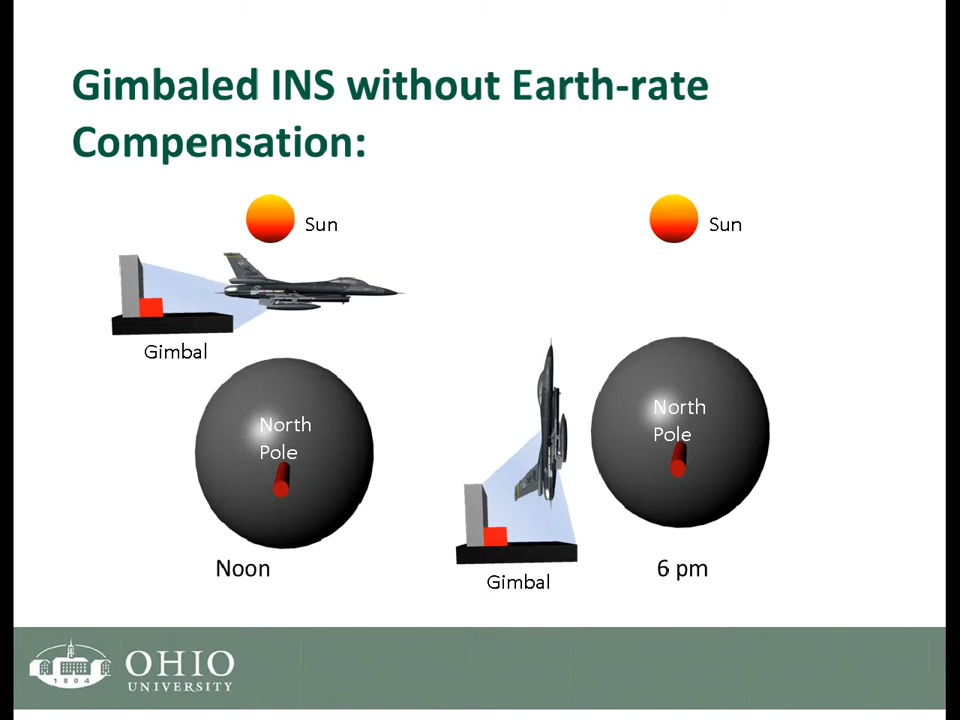 Gimbaled INS without Earth-rate
Compensation:
Sun
Sun
Gimbal
North
Pole
North
Pole
Noon
Gimbal
6 pm
1804
OHIO
UNIVERSITY